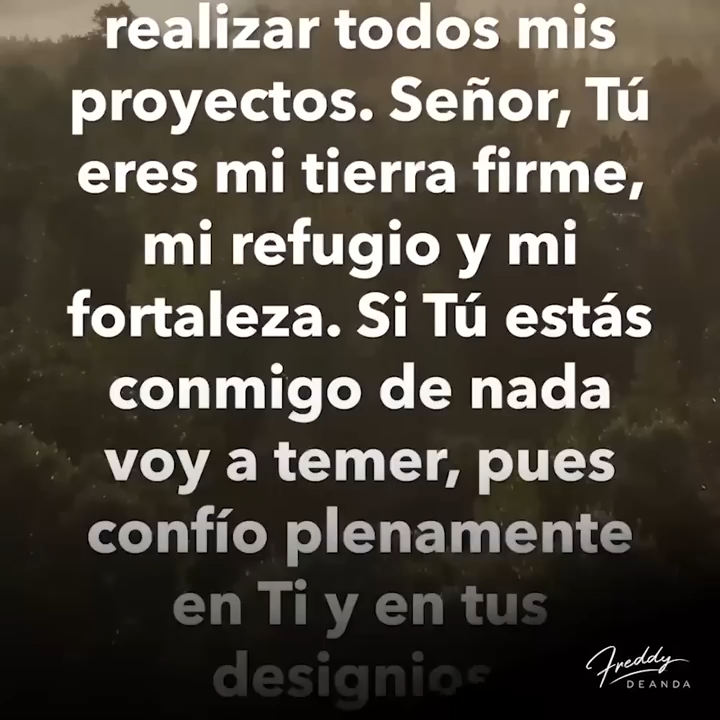 realizar todos mis
proyectos. Señor, Tú
eres mi tierra firme,
mi refugio y mi
fortaleza. Si Tú estás
conmigo de nada
voy a temer, pues
confío plenamente
en Ti y en tus
designios
Freddy
DEANDA